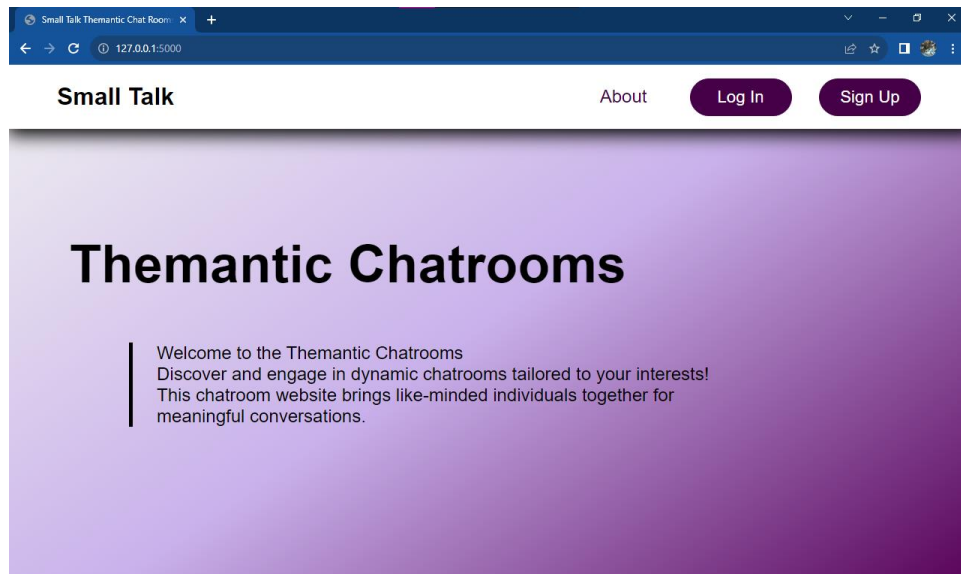 Small Talk Themantic Chat Room
127.0.0.1:5000
Small Talk
About
Log In
Sign Up
Themantic Chatrooms
Welcome to the Themantic Chatrooms
Discover and engage in dynamic chatrooms tailored to your interests!
This chatroom website brings like-minded individuals together for
meaningful conversations.